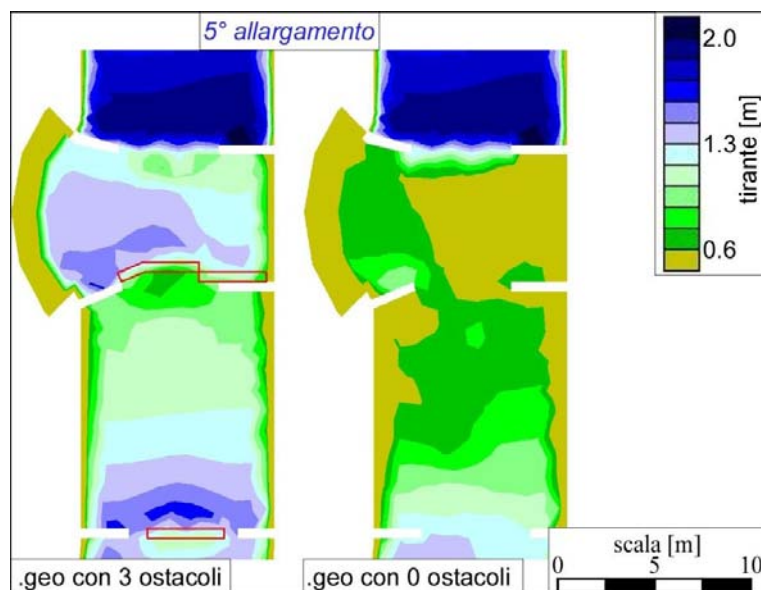 5° allargamento
2.0
1.3
0.6
tirante [m]
.geo con 3 ostacoli
.geo con 0 ostacoli
scala [m]
0 5 10